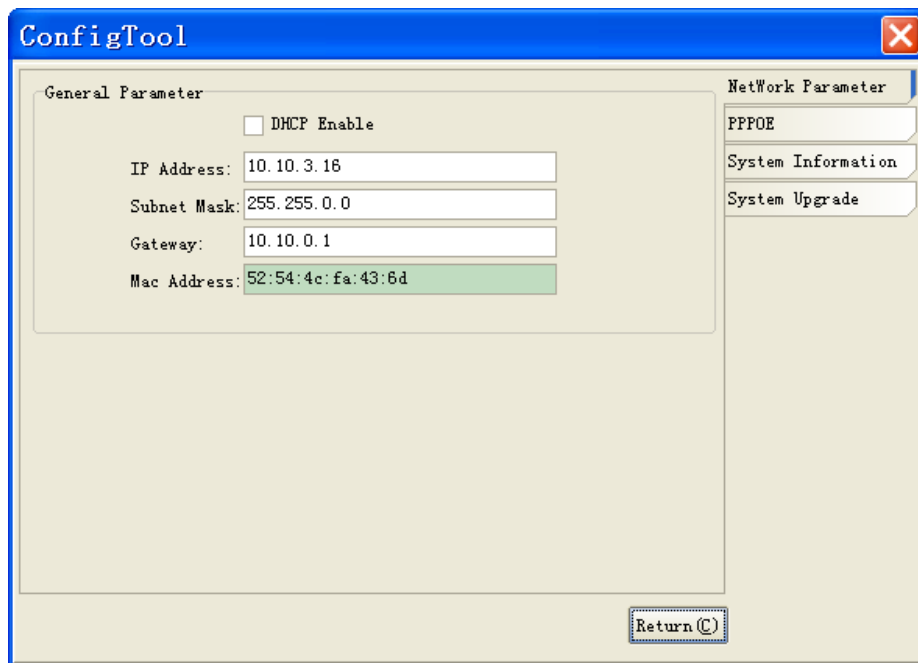 ConfigTool
General Parameter
DHCP Enable
IP Address: 10.10.3.16
Subnet Mask: 255.255.0.0
Gateway: 10.10.0.1
Mac Address: 52:54:4c:fa:43:6d
NetWork Parameter
PPPOE
System Information
System Upgrade
Return(C)